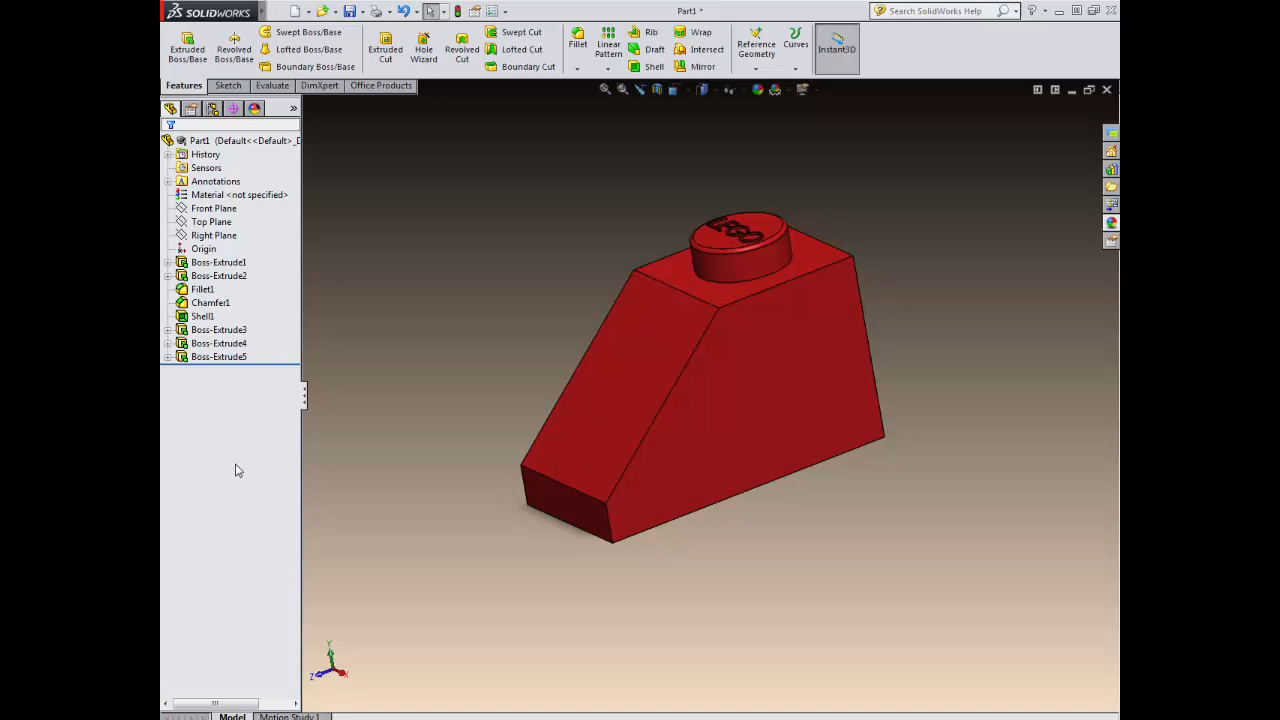 SOLIDWORKS
Part1 *
Search SolidWorks Help
Extruded Boss/Base
Revolved Boss/Base
Swept Boss/Base
Lofted Boss/Base
Boundary Boss/Base
Extruded Cut
Hole Wizard
Revolved Cut
Swept Cut
Lofted Cut
Boundary Cut
Fillet
Linear Pattern
Rib
Draft
Shell
Wrap
Intersect
Mirror
Reference Geometry
Curves
Instant3D
Features Sketch Evaluate DimXpert Office Products
Part1 (Default<<Default>_D
History
Sensors
Annotations
Material <not specified>
Front Plane
Top Plane
Right Plane
Origin
Boss-Extrude1
Boss-Extrude2
Fillet1
Chamfer1
Shell1
Boss-Extrude3
Boss-Extrude4
Boss-Extrude5
LEGO
Y
Z
X
Model Motion Study 1